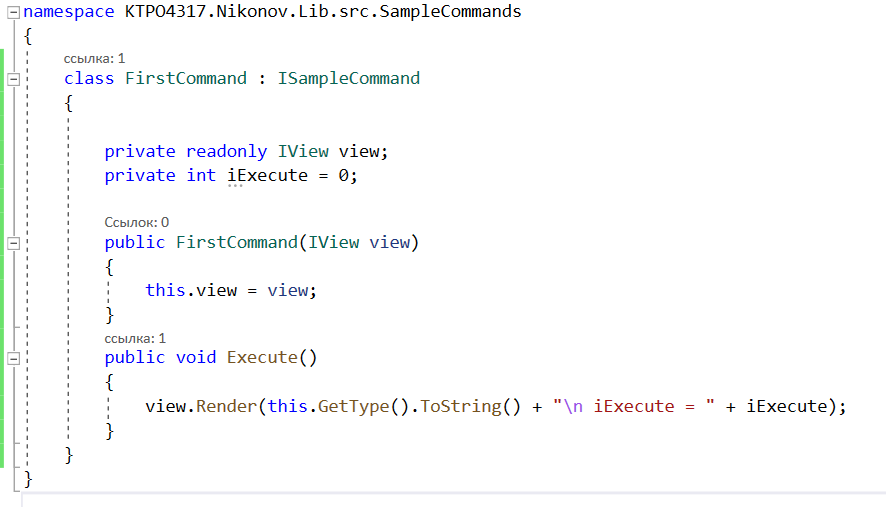 namespace KTPO4317.Nikonov.Lib.src.SampleCommands
{
ссылка: 1
class FirstCommand : ISampleCommand
{
private readonly IView view;
private int iExecute = 0;
Ссылок: 0
public FirstCommand(IView view)
{
this.view = view;
}
ссылка: 1
public void Execute()
{
view.Render(this.GetType().ToString() + "\n iExecute = " + iExecute);
}
}
}